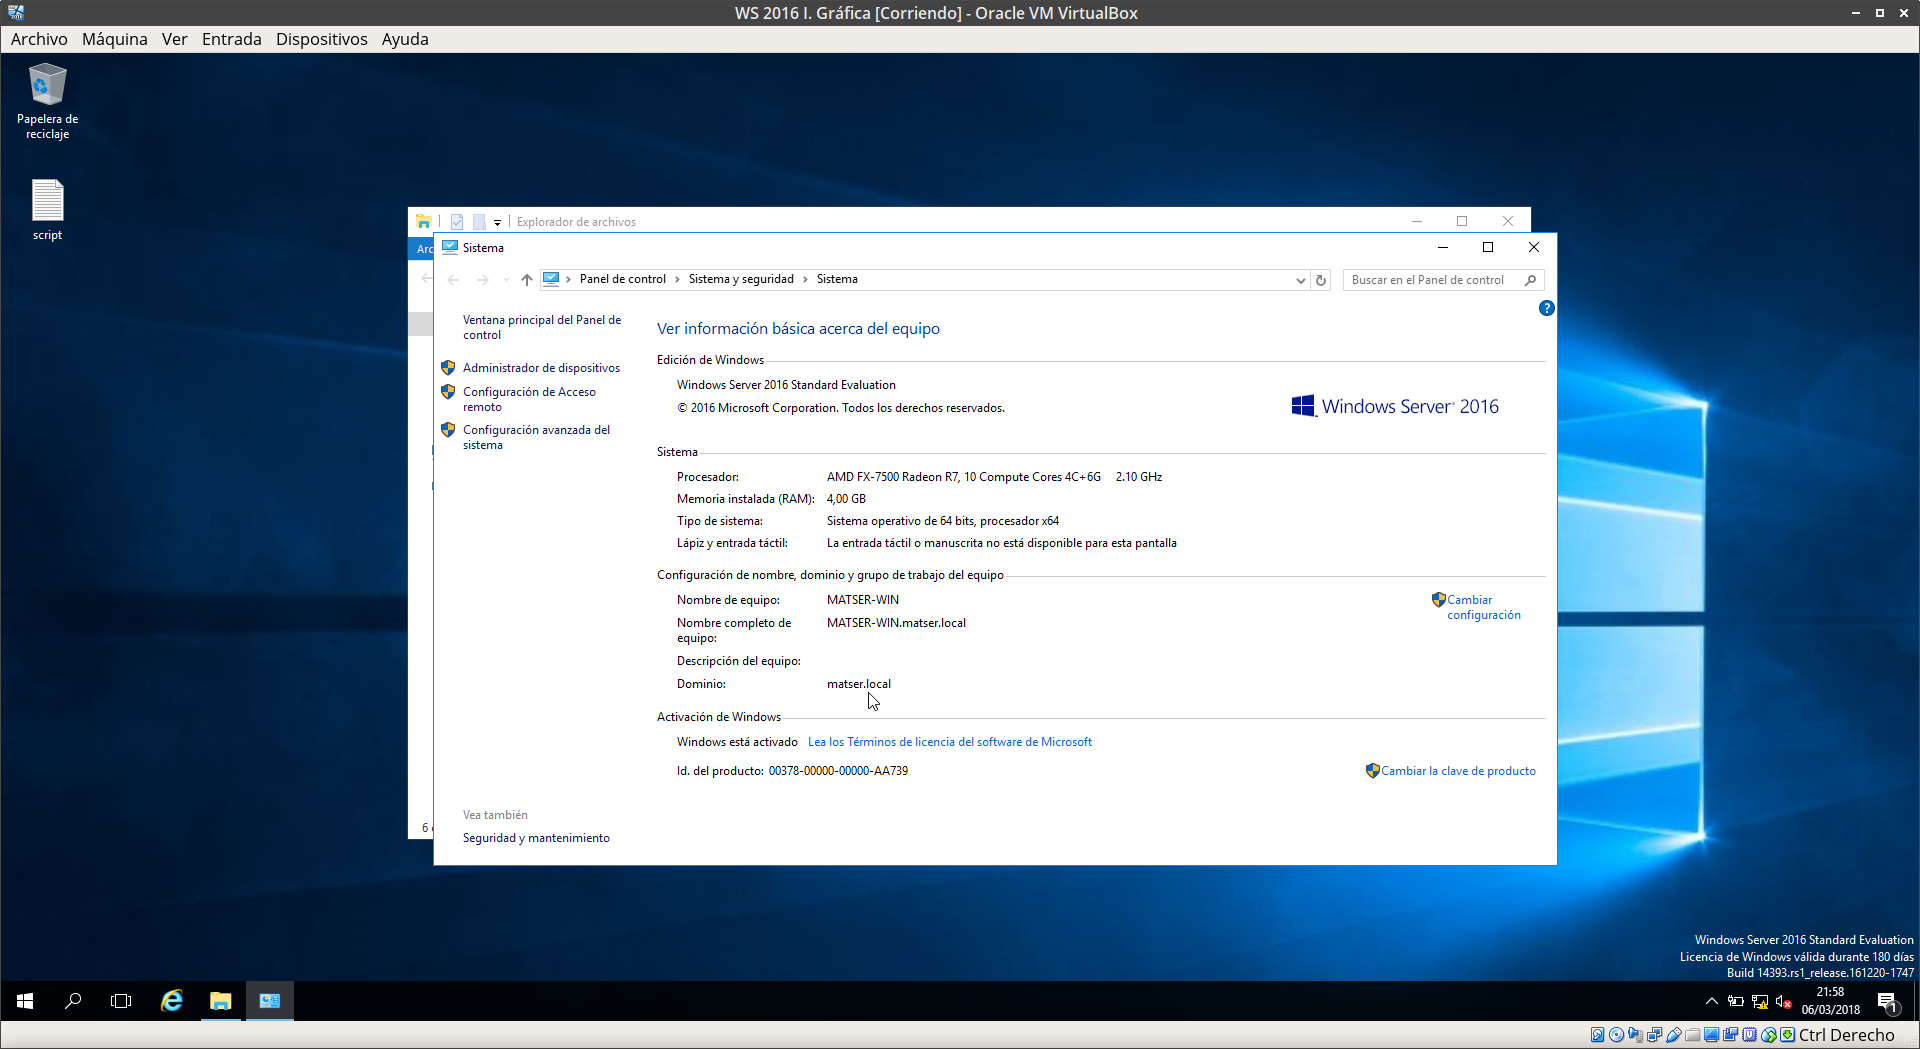 WS 2016 I. Gráfica [Corriendo] - Oracle VM VirtualBox
Archivo Máquina Ver Entrada Dispositivos Ayuda
Papelera de
reciclaje
script
Explorador de archivos
Arc
Sistema
Panel de control > Sistema y seguridad > Sistema
Buscar en el Panel de control
Ventana principal del Panel de
control
Administrador de dispositivos
Configuración de Acceso
remoto
Configuración avanzada del
sistema
Ver información básica acerca del equipo
Edición de Windows
Windows Server 2016 Standard Evaluation
© 2016 Microsoft Corporation. Todos los derechos reservados.
Windows Server 2016
Sistema
Procesador: AMD FX-7500 Radeon R7, 10 Compute Cores 4C+6G 2.10 GHz
Memoria instalada (RAM): 4,00 GB
Tipo de sistema: Sistema operativo de 64 bits, procesador x64
Lápiz y entrada táctil: La entrada táctil o manuscrita no está disponible para esta pantalla
Configuración de nombre, dominio y grupo de trabajo del equipo
Nombre de equipo: MATSER-WIN
Cambiar
configuración
Nombre completo de
equipo:
MATSER-WIN.matser.local
Descripción del equipo:
Dominio: matser.local
Activación de Windows
Windows está activado Lea los Términos de licencia del software de Microsoft
Id. del producto: 00378-00000-00000-AA739
Cambiar la clave de producto
Vea también
Seguridad y mantenimiento
6
Windows Server 2016 Standard Evaluation
Licencia de Windows válida durante 180 días
Build 14393.rs1_release.161220-1747
21:58
06/03/2018
1
Ctrl Derecho